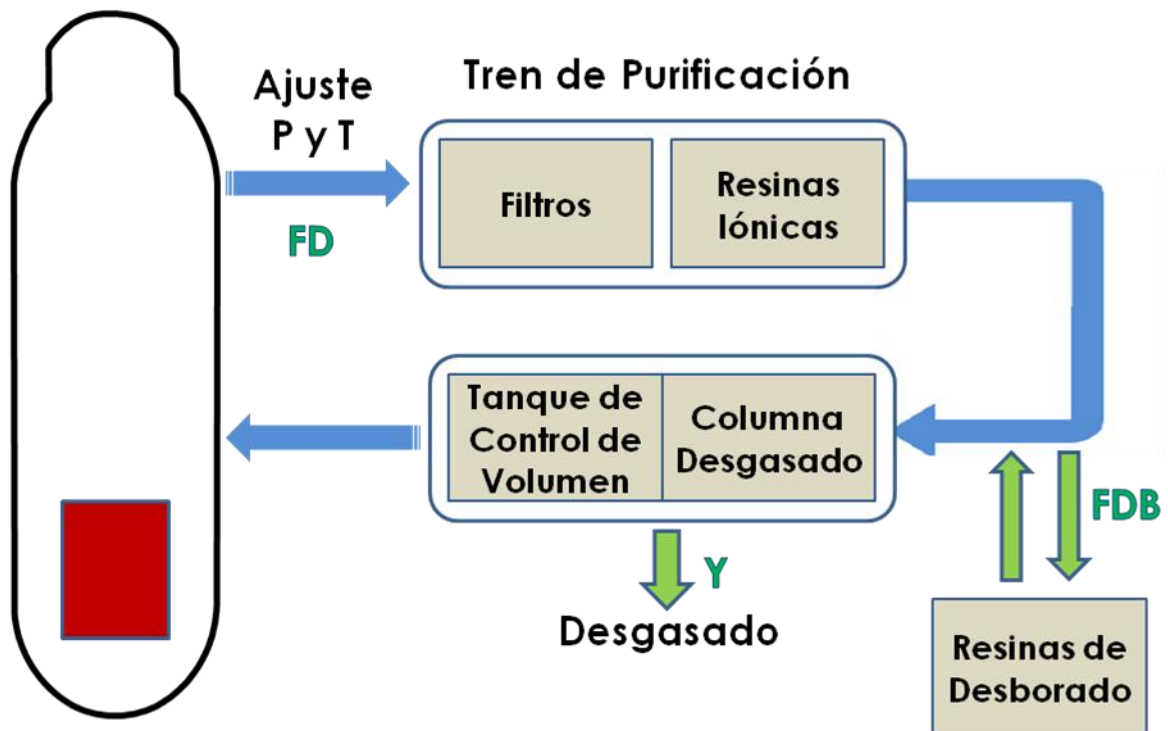 Ajuste
P y T
FD
Tren de Purificación
Filtros
Resinas
Iónicas
Tanque de
Control de
Volumen
Columna
Desgasado
FDB
Y
Desgasado
Resinas de
Desborado